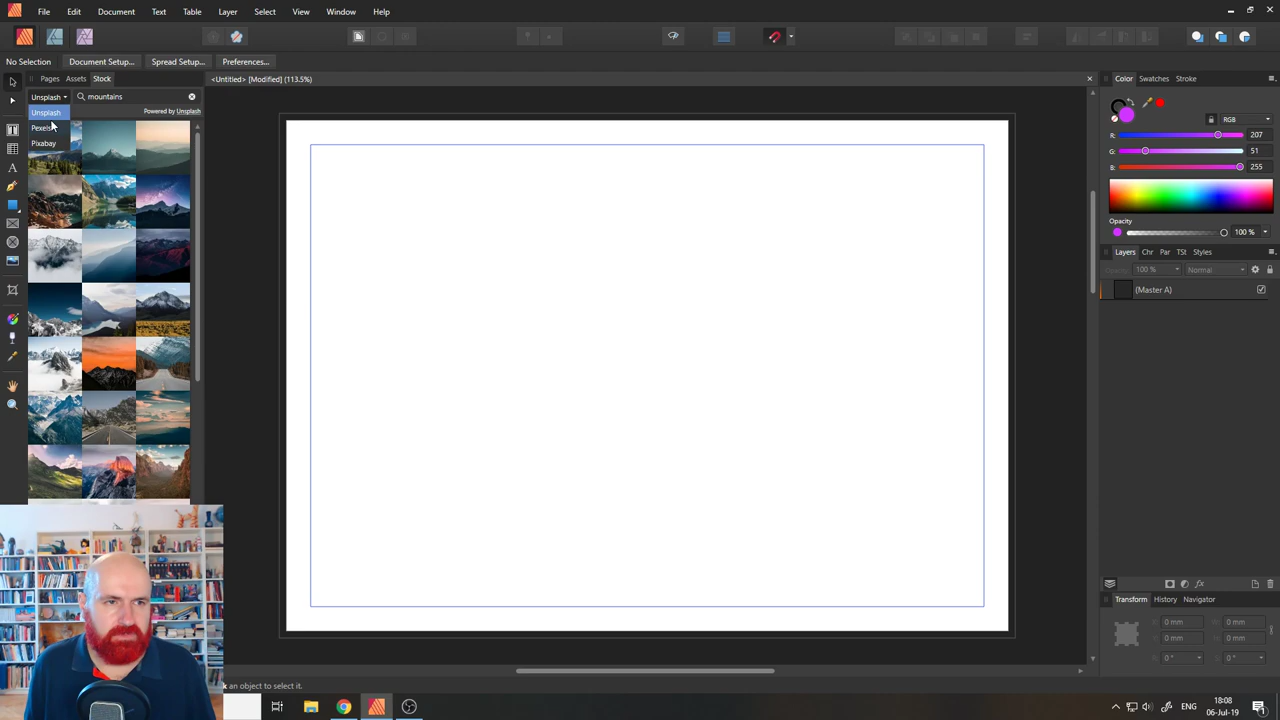 File Edit Document Text Table Layer Select View Window Help
No Selection Document Setup... Spread Setup... Preferences...
Pages Assets Stock
<Untitled> [Modified] (113.5%)
Color Swatches Stroke
Unsplash mountains
Unsplash Powered by Unsplash
Pexels
Pixabay
RGB
R: 207
G: 51
B: 255
Opacity
100 %
Layers Chr Par TSt Styles
Opacity: 100 % Normal
(Master A)
Transform History Navigator
X: 0 mm W: 0 mm
Y: 0 mm H: 0 mm
R: 0 ° S: 0 °
k an object to select it.
ENG 18:08
06-Jul-19
1